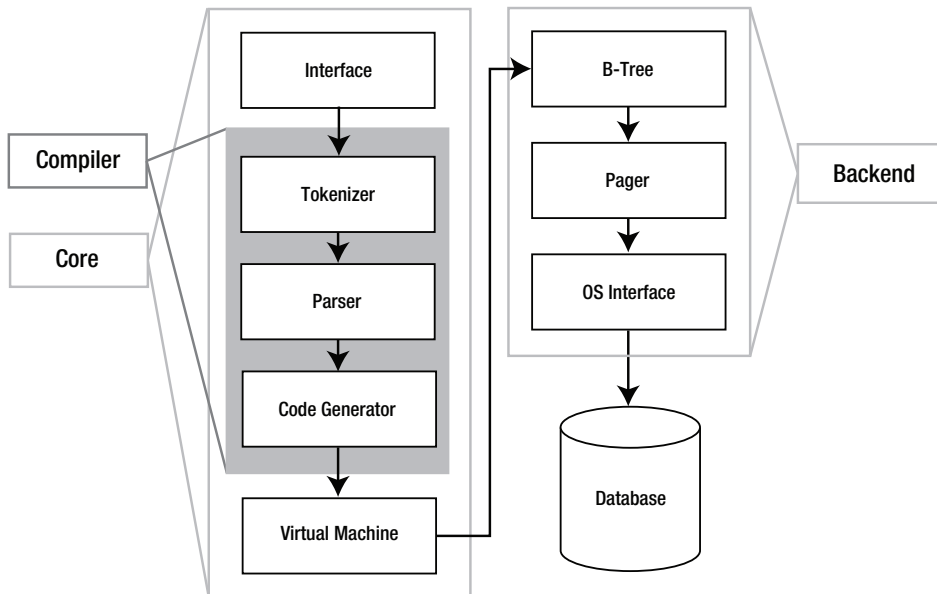 Interface
Compiler
Tokenizer
Core
Parser
Code Generator
Virtual Machine
B-Tree
Pager
Backend
OS Interface
Database